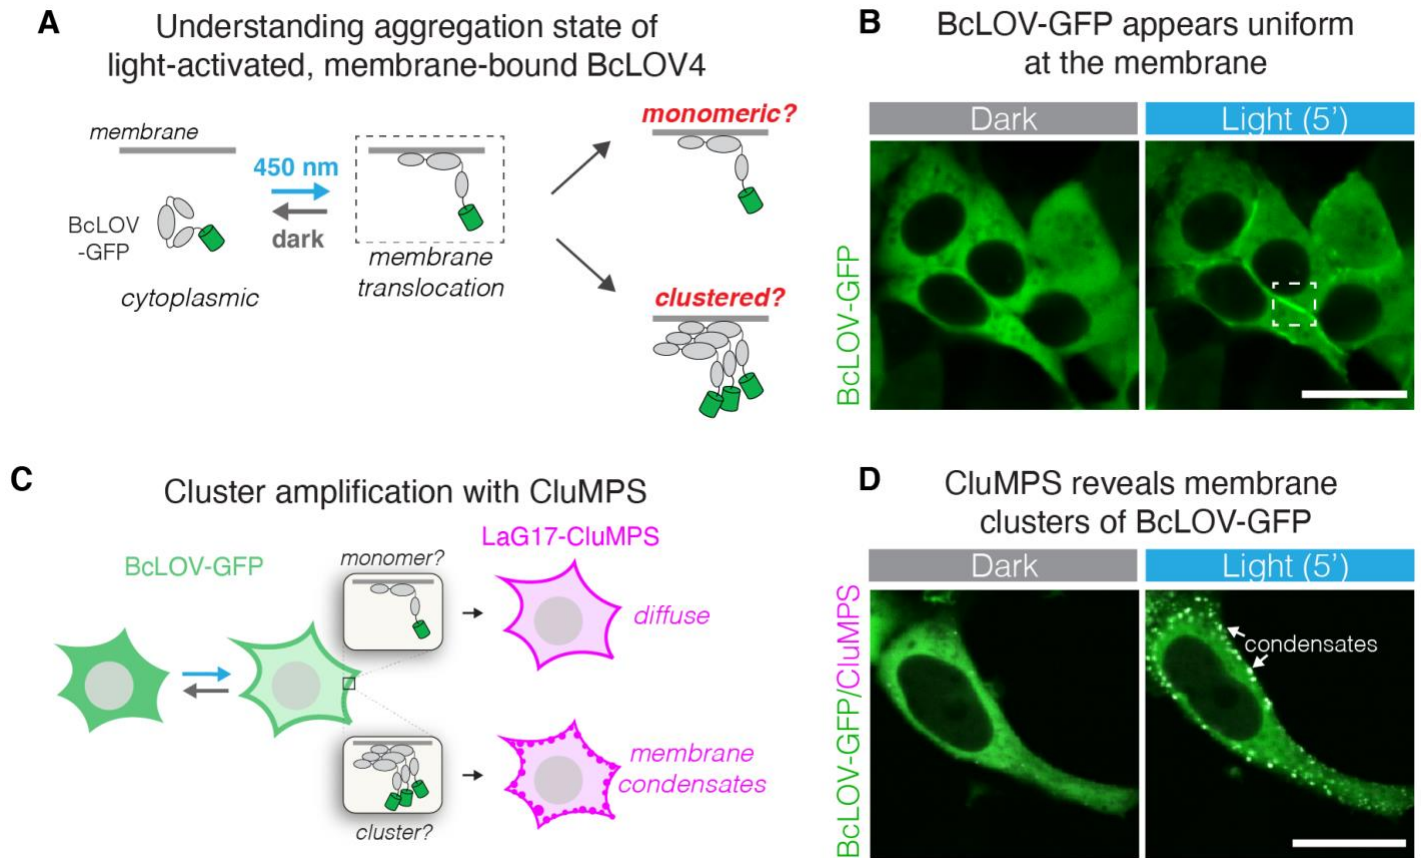 A
Understanding aggregation state of
light-activated, membrane-bound BcLOV4
membrane
BcLOV
-GFP
cytoplasmic
450 nm
dark
membrane
translocation
monomeric?
clustered?
B
BcLOV-GFP appears uniform
at the membrane
Dark
Light (5’)
BcLOV-GFP
C
Cluster amplification with CluMPS
BcLOV-GFP
monomer?
cluster?
LaG17-CluMPS
diffuse
membrane
condensates
D
CluMPS reveals membrane
clusters of BcLOV-GFP
Dark
Light (5’)
BcLOV-GFP/CluMPS
condensates